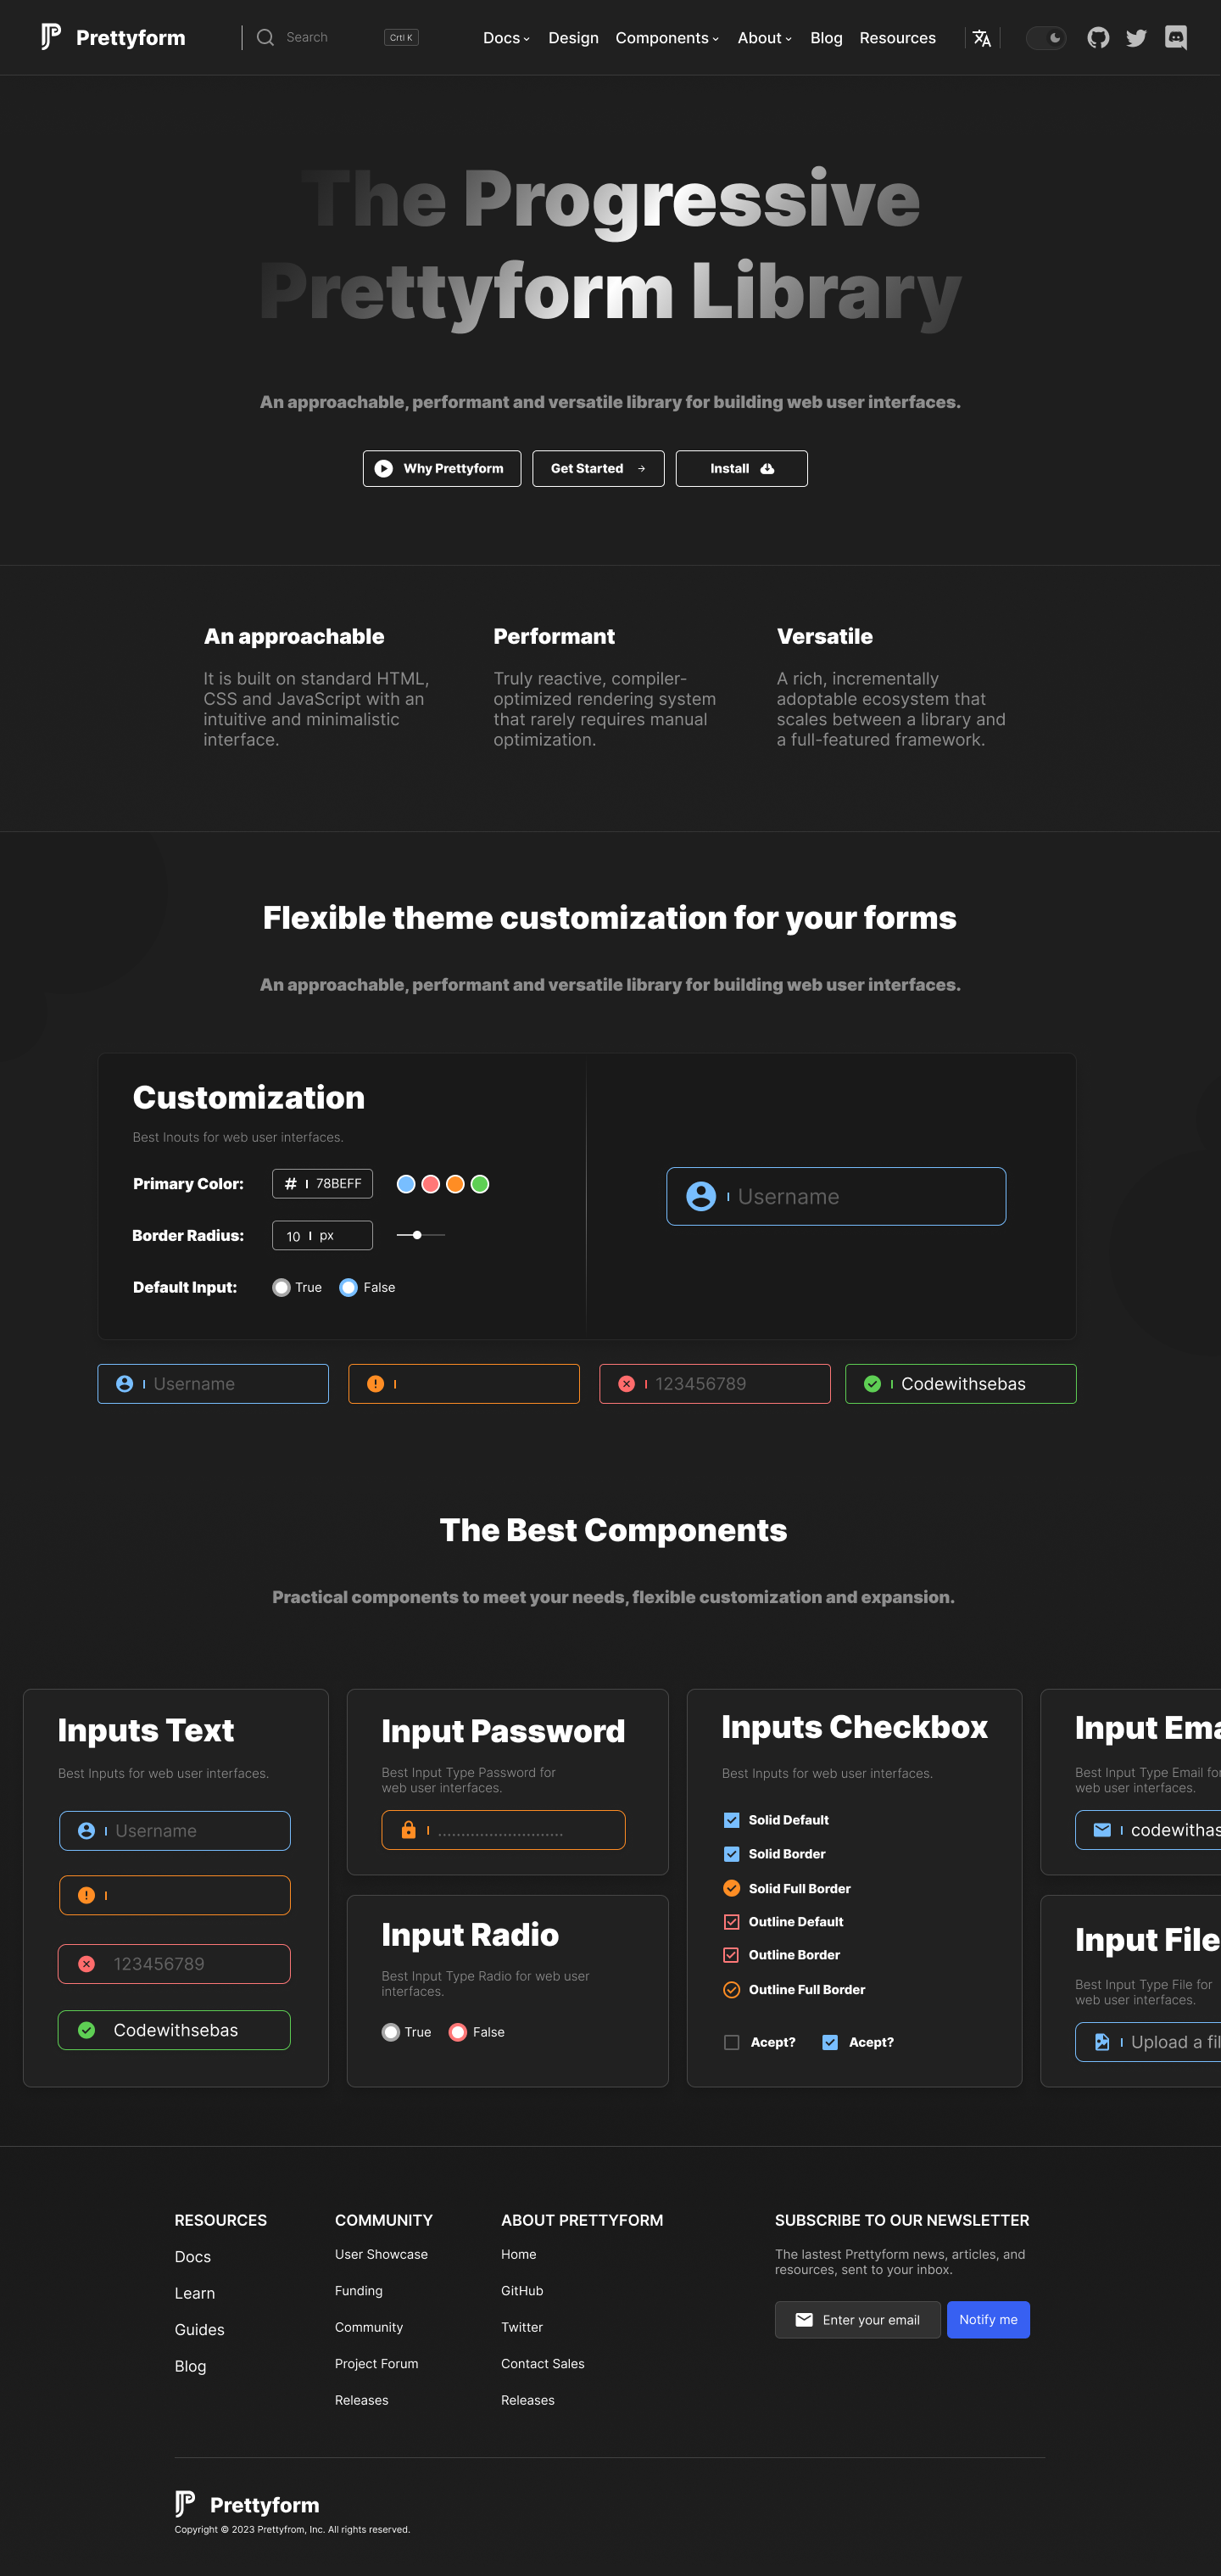 Prettyform
Search
Crtl K
Docs
Design
Components
About
Blog
Resources
The Progressive
Prettyform Library
An approachable, performant and versatile library for building web user interfaces.
Why Prettyform
Get Started
Install
An approachable
It is built on standard HTML,
CSS and JavaScript with an
intuitive and minimalistic
interface.
Performant
Truly reactive, compiler-
optimized rendering system
that rarely requires manual
optimization.
Versatile
A rich, incrementally
adoptable ecosystem that
scales between a library and
a full-featured framework.
Flexible theme customization for your forms
An approachable, performant and versatile library for building web user interfaces.
Customization
Best Inouts for web user interfaces.
Primary Color:
# | 78BEFF
Border Radius:
10 | px
Default Input:
True
False
Username
Username
123456789
Codewithsebas
The Best Components
Practical components to meet your needs, flexible customization and expansion.
Inputs Text
Best Inputs for web user interfaces.
Username
123456789
Codewithsebas
Input Password
Best Input Type Password for
web user interfaces.
...........................
Input Radio
Best Input Type Radio for web user
interfaces.
True
False
Inputs Checkbox
Best Inputs for web user interfaces.
Solid Default
Solid Border
Solid Full Border
Outline Default
Outline Border
Outline Full Border
Acept?
Acept?
Input Ema
Best Input Type Email for
web user interfaces.
codewithas
Input File
Best Input Type File for
web user interfaces.
Upload a fil
RESOURCES
Docs
Learn
Guides
Blog
COMMUNITY
User Showcase
Funding
Community
Project Forum
Releases
ABOUT PRETTYFORM
Home
GitHub
Twitter
Contact Sales
Releases
SUBSCRIBE TO OUR NEWSLETTER
The lastest Prettyform news, articles, and
resources, sent to your inbox.
Enter your email
Notify me
Prettyform
Copyright © 2023 Prettyfrom, Inc. All rights reserved.